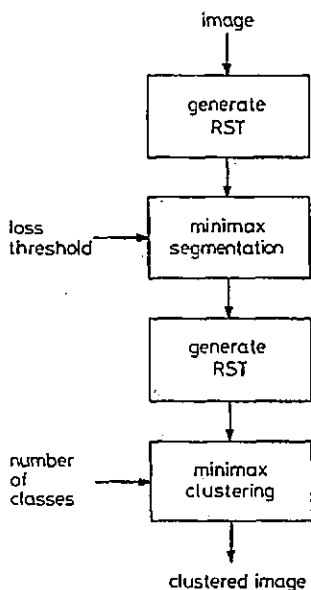 image
generate
RST
loss
threshold
minimax
segmentation
generate
RST
number
of
classes
minimax
clustering
clustered image